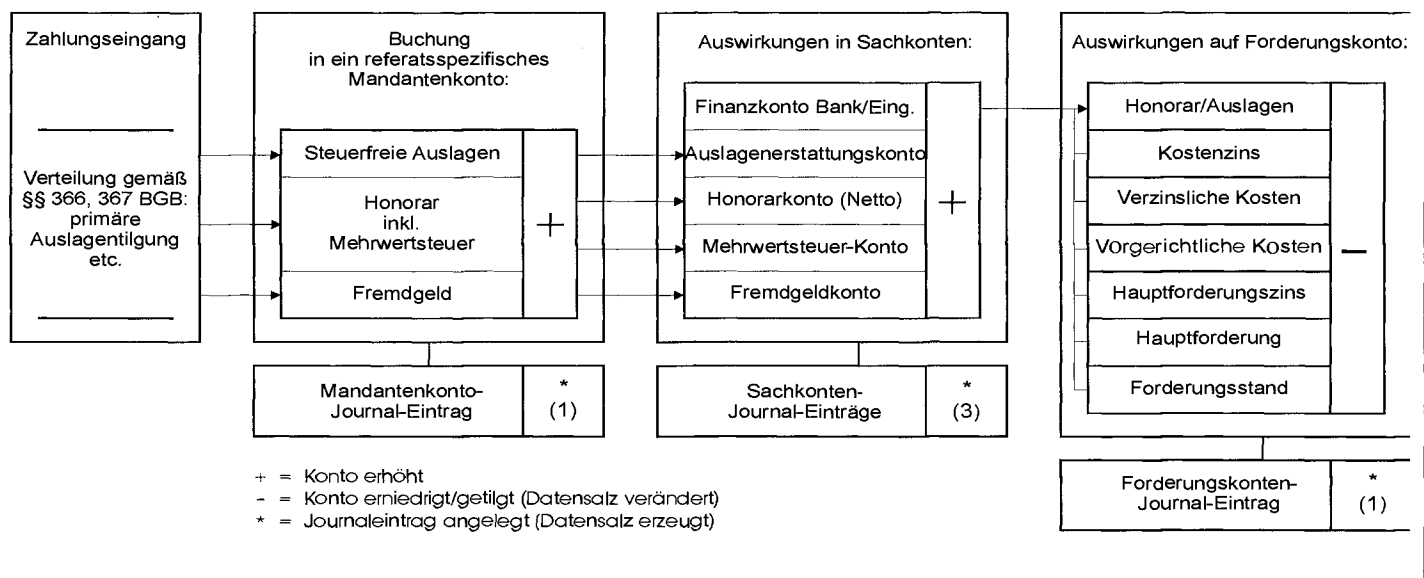 Zahlungseingang
Verteilung gemäß
§§ 366, 367 BGB:
primäre
Auslagentilgung
etc.
Buchung
in ein referatsspezifisches
Mandantenkonto:
Steuerfreie Auslagen
Honorar
inkl.
Mehrwertsteuer
Fremdgeld
+
Mandantenkonto-
Journal-Eintrag
*
(1)
Auswirkungen in Sachkonten:
Finanzkonto Bank/Eing.
Auslagenerstattungskonto
Honorarkonto (Netto)
Mehrwertsteuer-Konto
Fremdgeldkonto
+
Sachkonten-
Journal-Einträge
*
(3)
Auswirkungen auf Forderungskonto:
Honorar/Auslagen
Kostenzins
Verzinsliche Kosten
Vorgerichtliche Kosten
Hauptforderungszins
Hauptforderung
Forderungsstand
−
Forderungskonten-
Journal-Eintrag
*
(1)
+ = Konto erhöht
- = Konto erniedrigt/getilgt (Datensalz verändert)
* = Journaleintrag angelegt (Datensalz erzeugt)